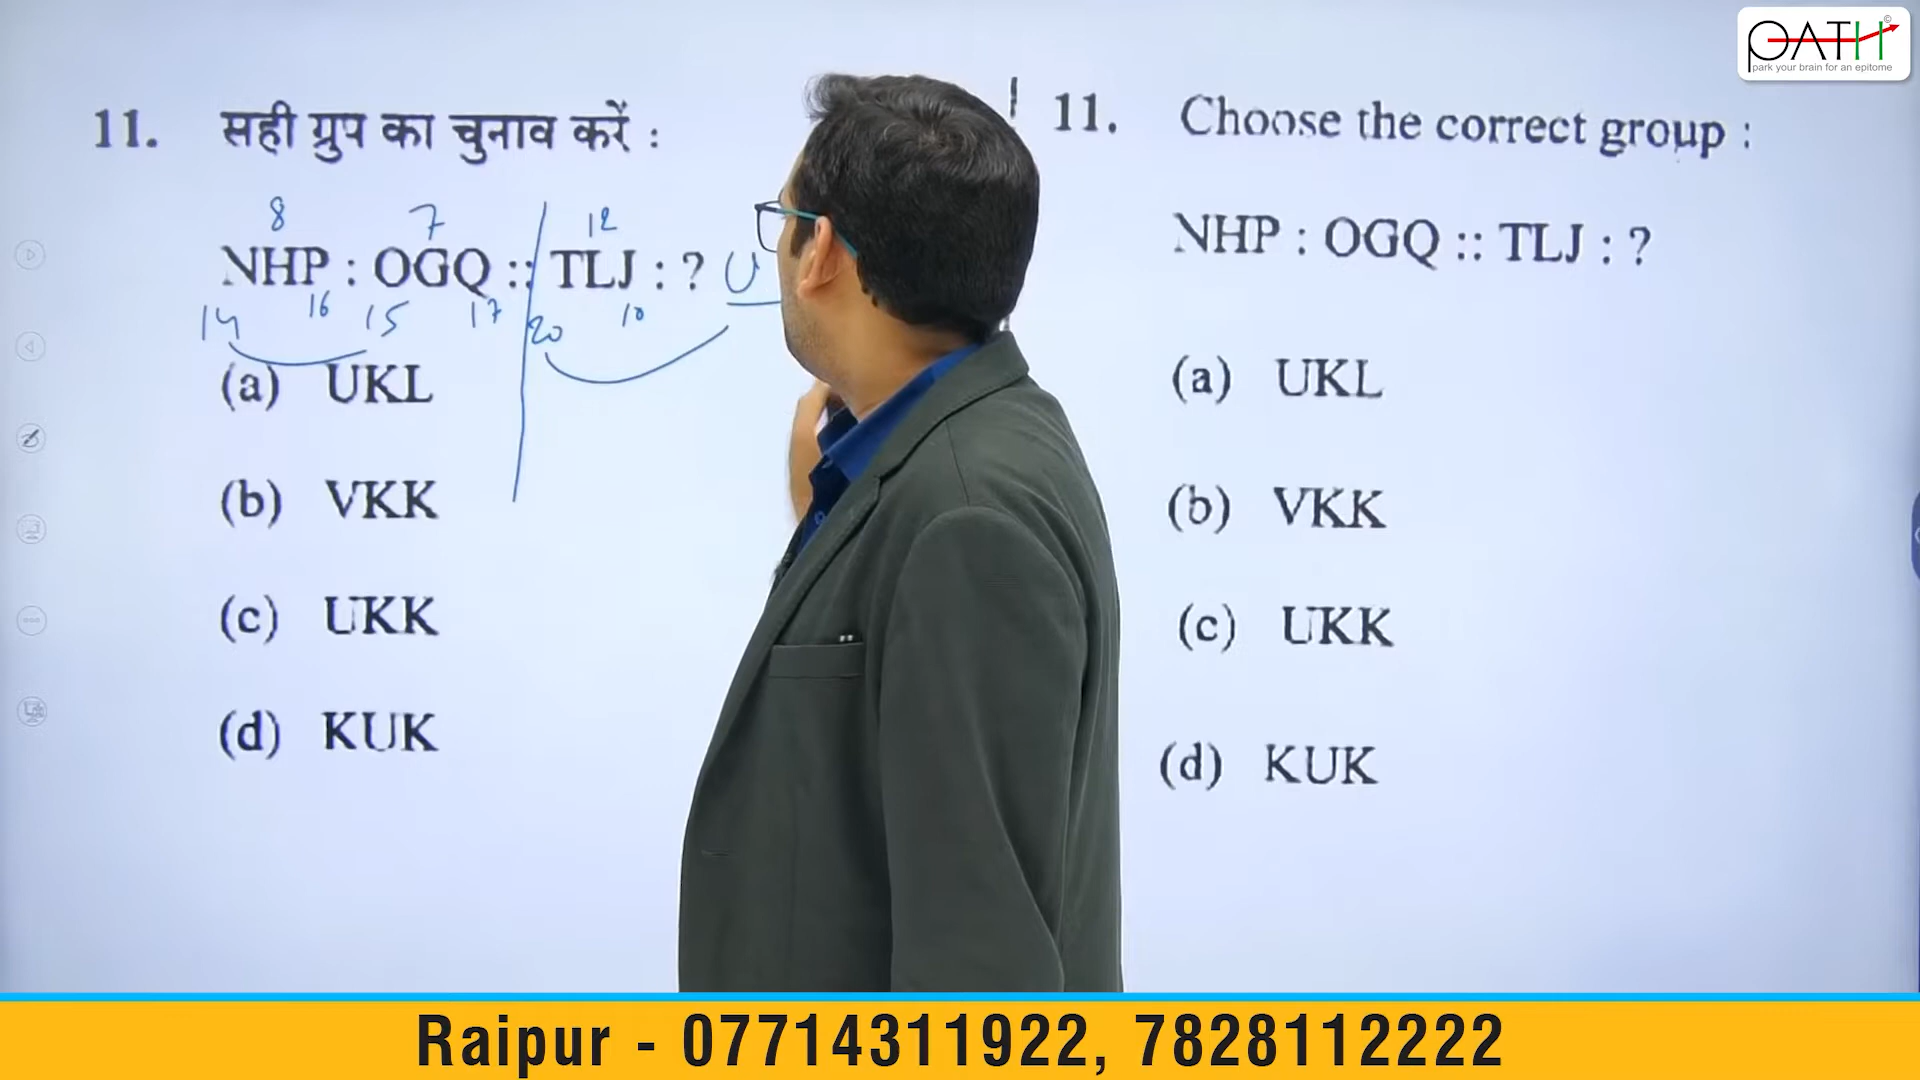 PATH
©
park your brain for an epitome
11. सही ग्रुप का चुनाव करें :
8 7 12
NHP : OGQ :: TLJ : ? U
14 16 15 17 20 10
(a) UKL
(b) VKK
(c) UKK
(d) KUK
11. Choose the correct group :
NHP : OGQ :: TLJ : ?
(a) UKL
(b) VKK
(c) UKK
(d) KUK
Raipur - 07714311922, 7828112222